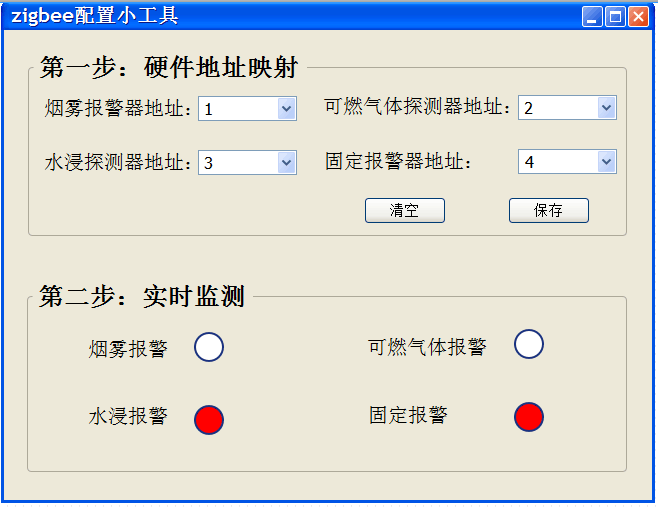 zigbee配置小工具
第一步：硬件地址映射
烟雾报警器地址： 1 可燃气体探测器地址： 2
水浸探测器地址： 3 固定报警器地址： 4
清空 保存
第二步：实时监测
烟雾报警 可燃气体报警
水浸报警 固定报警